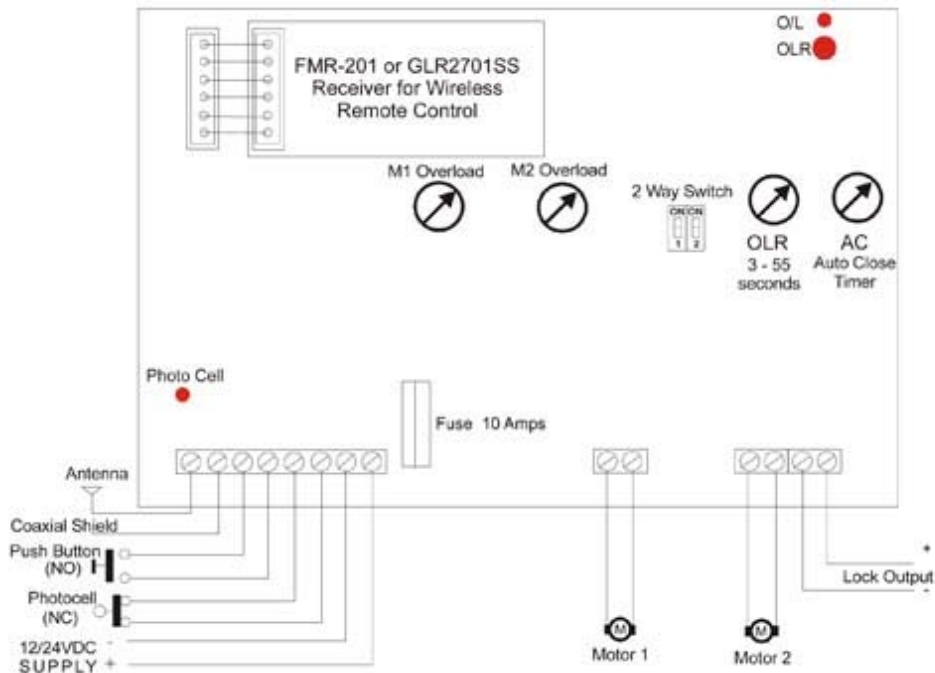 O/L
OLR
FMR-201 or GLR2701SS
Receiver for Wireless
Remote Control
M1 Overload
M2 Overload
2 Way Switch
ON ON
1 2
OLR
3 - 55
seconds
AC
Auto Close
Timer
Photo Cell
Fuse 10 Amps
Antenna
Coaxial Shield
Push Button
(NO)
Photocell
(NC)
12/24VDC -
SUPPLY +
M
Motor 1
M
Motor 2
+
Lock Output
-